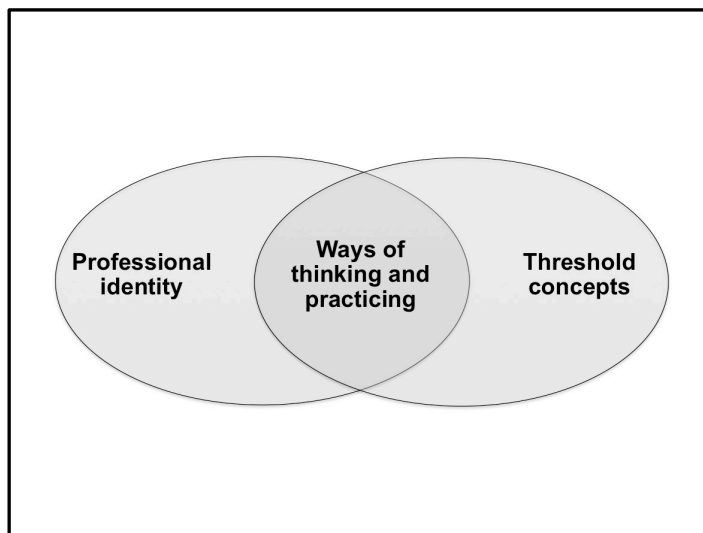 Professional
identity
Ways of
thinking and
practicing
Threshold
concepts